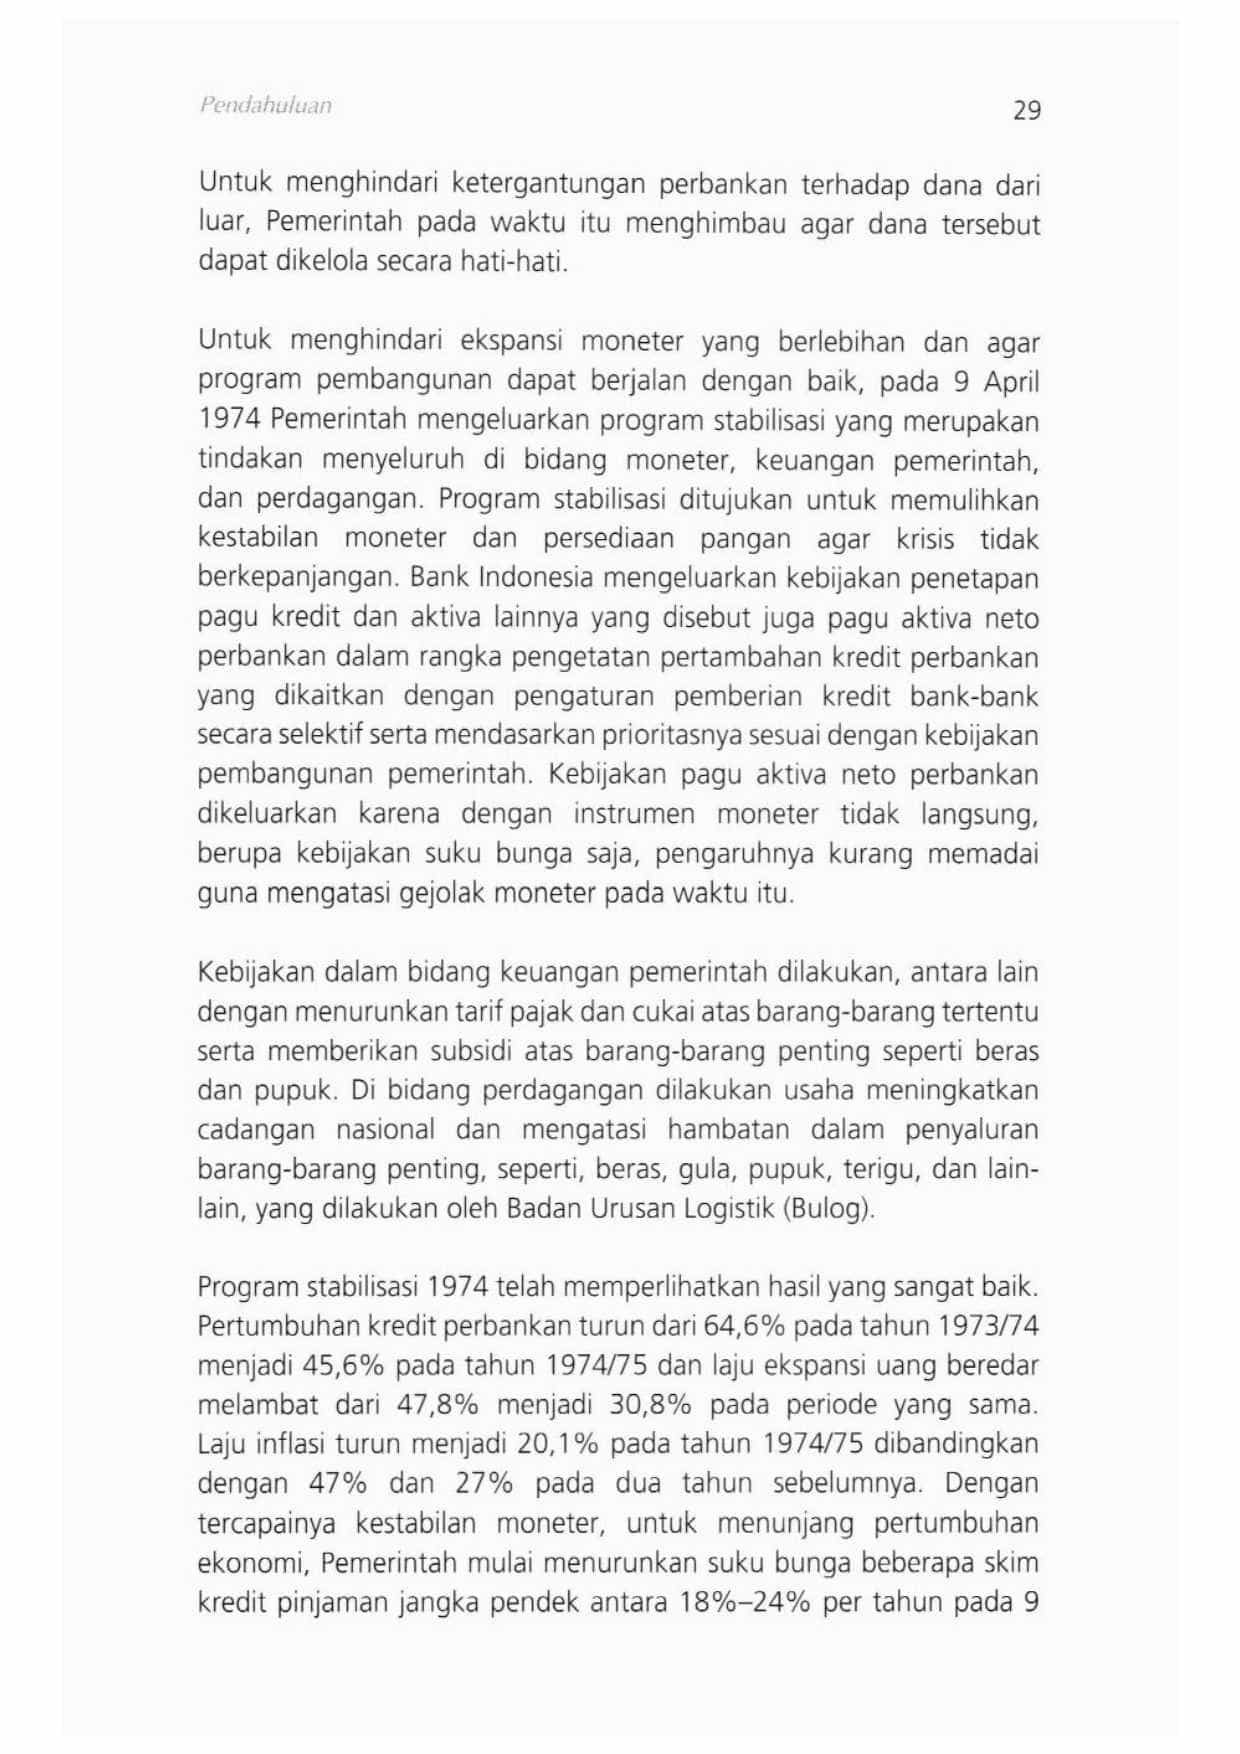 Pendahuluan
29
Untuk menghindari ketergantungan perbankan terhadap dana dari
luar, Pemerintah pada waktu itu menghimbau agar dana tersebut
dapat dikelola secara hati-hati.
Untuk menghindari ekspansi moneter yang berlebihan dan agar
program pembangunan dapat berjalan dengan baik, pada 9 April
1974 Pemerintah mengeluarkan program stabilisasi yang merupakan
tindakan menyeluruh di bidang moneter, keuangan pemerintah,
dan perdagangan. Program stabilisasi ditujukan untuk memulihkan
kestabilan moneter dan persediaan pangan agar krisis tidak
berkepanjangan. Bank Indonesia mengeluarkan kebijakan penetapan
pagu kredit dan aktiva lainnya yang disebut juga pagu aktiva neto
perbankan dalam rangka pengetatan pertambahan kredit perbankan
yang dikaitkan dengan pengaturan pemberian kredit bank-bank
secara selektif serta mendasarkan prioritasnya sesuai dengan kebijakan
pembangunan pemerintah. Kebijakan pagu aktiva neto perbankan
dikeluarkan karena dengan instrumen moneter tidak langsung,
berupa kebijakan suku bunga saja, pengaruhnya kurang memadai
guna mengatasi gejolak moneter pada waktu itu.
Kebijakan dalam bidang keuangan pemerintah dilakukan, antara lain
dengan menurunkan tarif pajak dan cukai atas barang-barang tertentu
serta memberikan subsidi atas barang-barang penting seperti beras
dan pupuk. Di bidang perdagangan dilakukan usaha meningkatkan
cadangan nasional dan mengatasi hambatan dalam penyaluran
barang-barang penting, seperti, beras, gula, pupuk, terigu, dan lain-
lain, yang dilakukan oleh Badan Urusan Logistik (Bulog).
Program stabilisasi 1974 telah memperlihatkan hasil yang sangat baik.
Pertumbuhan kredit perbankan turun dari 64,6% pada tahun 1973/74
menjadi 45,6% pada tahun 1974/75 dan laju ekspansi uang beredar
melambat dari 47,8% menjadi 30,8% pada periode yang sama.
Laju inflasi turun menjadi 20,1% pada tahun 1974/75 dibandingkan
dengan 47% dan 27% pada dua tahun sebelumnya. Dengan
tercapainya kestabilan moneter, untuk menunjang pertumbuhan
ekonomi, Pemerintah mulai menurunkan suku bunga beberapa skim
kredit pinjaman jangka pendek antara 18%–24% per tahun pada 9